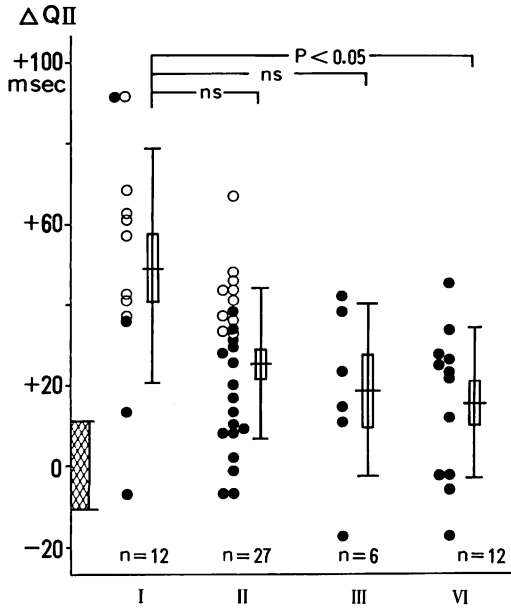 ΔQⅡ
+100
msec
P < 0.05
ns
ns
+60
+20
0
−20
n=12
n=27
n=6
n=12
I
II
III
VI